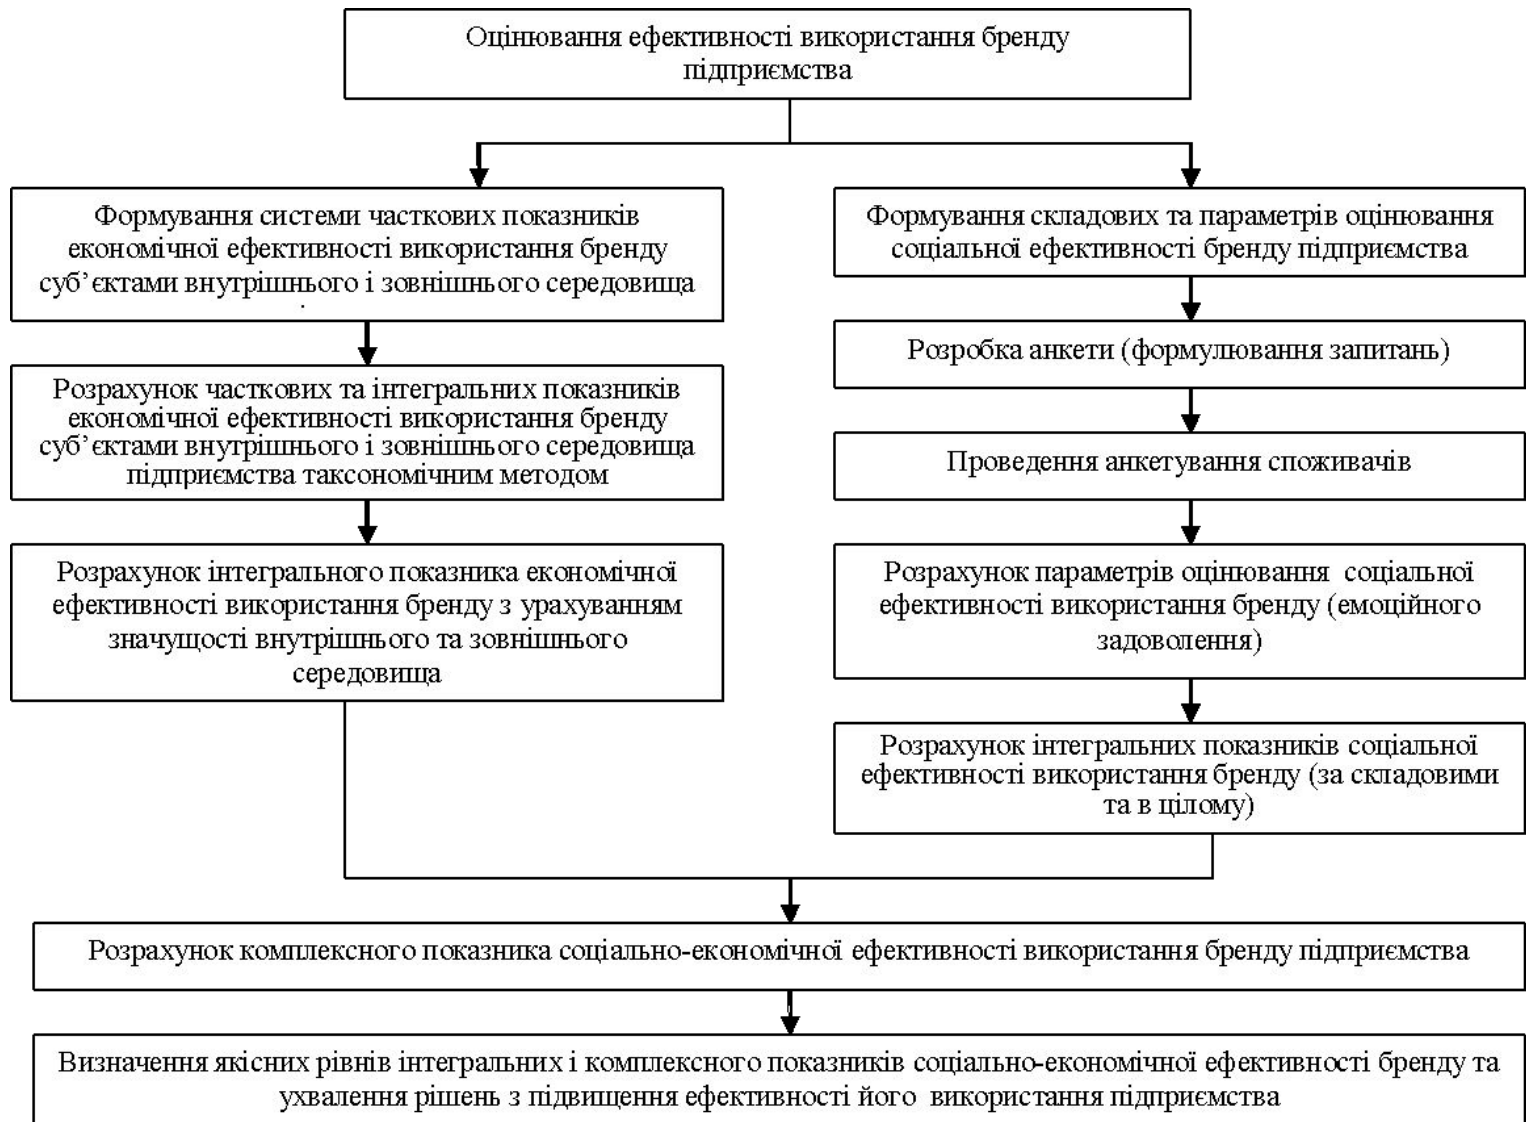 Оцінювання ефективності використання бренду
підприємства
Формування системи часткових показників
економічної ефективності використання бренду
суб’єктами внутрішнього і зовнішнього середовища
.
Розрахунок часткових та інтегральних показників
економічної ефективності використання бренду
суб’єктами внутрішнього і зовнішнього середовища
підприємства таксономічним методом
Розрахунок інтегрального показника економічної
ефективності використання бренду з урахуванням
значущості внутрішнього та зовнішнього
середовища
Формування складових та параметрів оцінювання
соціальної ефективності бренду підприємства
Розробка анкети (формулювання запитань)
Проведення анкетування споживачів
Розрахунок параметрів оцінювання соціальної
ефективності використання бренду (емоційного
задоволення)
Розрахунок інтегральних показників соціальної
ефективності використання бренду (за складовими
та в цілому)
Розрахунок комплексного показника соціально-економічної ефективності використання бренду підприємства
Визначення якісних рівнів інтегральних і комплексного показників соціально-економічної ефективності бренду та
ухвалення рішень з підвищення ефективності його використання підприємства